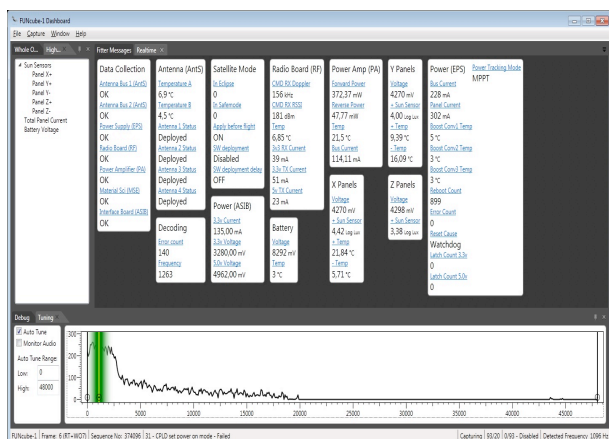 FUNcube-1 Dashboard
File Capture Window Help
Whole O... High...
Fitter Messages Realtime
Sun Sensors
Panel X+
Panel Y+
Panel Y-
Panel Z+
Panel Z-
Total Panel Current
Battery Voltage
Data Collection
Antenna Bus 1 (AntS)
OK
Antenna Bus 2 (AntS)
OK
Power Supply (EPS)
OK
Radio Board (RF)
OK
Power Amplifier (PA)
OK
Material Sci (MSE)
OK
Interface Board (ASIB)
OK
Antenna (AntS)
Temperature A
6,9 °C
Temperature B
4,5 °C
Antenna 1 Status
Deployed
Antenna 2 Status
Deployed
Antenna 3 Status
Deployed
Antenna 4 Status
Deployed
Decoding
Error count
140
Frequency
1263
Satellite Mode
In Eclipse
0
In Safemode
0
Apply before flight
ON
SW deployment
Disabled
SW deployment delay
OFF
Power (ASIB)
3.3v Current
135,00 mA
3.3v Voltage
3280,00 mV
5.0v Voltage
4962,00 mV
Radio Board (RF)
CMD RX Doppler
156 kHz
CMD RX RSSI
181 dBm
Temp
6,85 °C
3v3 RX Current
39 mA
3.3v TX Current
51 mA
5v TX Current
23 mA
Battery
Voltage
8292 mV
Temp
3 °C
Power Amp (PA)
Forward Power
372,37 mW
Reverse Power
47,77 mW
Temp
21,5 °C
Bus Current
114,11 mA
X Panels
Voltage
4270 mV
+ Sun Sensor
4,42 Log Lux
+ Temp
21,84 °C
- Temp
5,71 °C
Y Panels
Voltage
4270 mV
+ Sun Sensor
4,00 Log Lux
+ Temp
9,39 °C
- Temp
16,09 °C
Z Panels
Voltage
4298 mV
+ Sun Sensor
3,38 Log Lux
Power (EPS)
Bus Current
228 mA
Panel Current
302 mA
Boost Conv1 Temp
5 °C
Boost Conv2 Temp
3 °C
Boost Conv3 Temp
3 °C
Reboot Count
899
Error Count
0
Reset Cause
Watchdog
Latch Count 3.3v
0
Latch Count 5.0v
0
Power Tracking Mode
MPPT
Debug Tuning
Auto Tune
Monitor Audio
Auto Tune Range:
Low: 0
High: 48000
300
200
100
0 5000 10000 15000 20000 25000 30000 35000 40000 45000
FUNcube-1 Frame: 6 (RT+WO7) Sequence No: 374096 31 - CPLD set power on mode - Failed Capturing 93/20 0/93 - Disabled Detected Frequency 1096 Hz